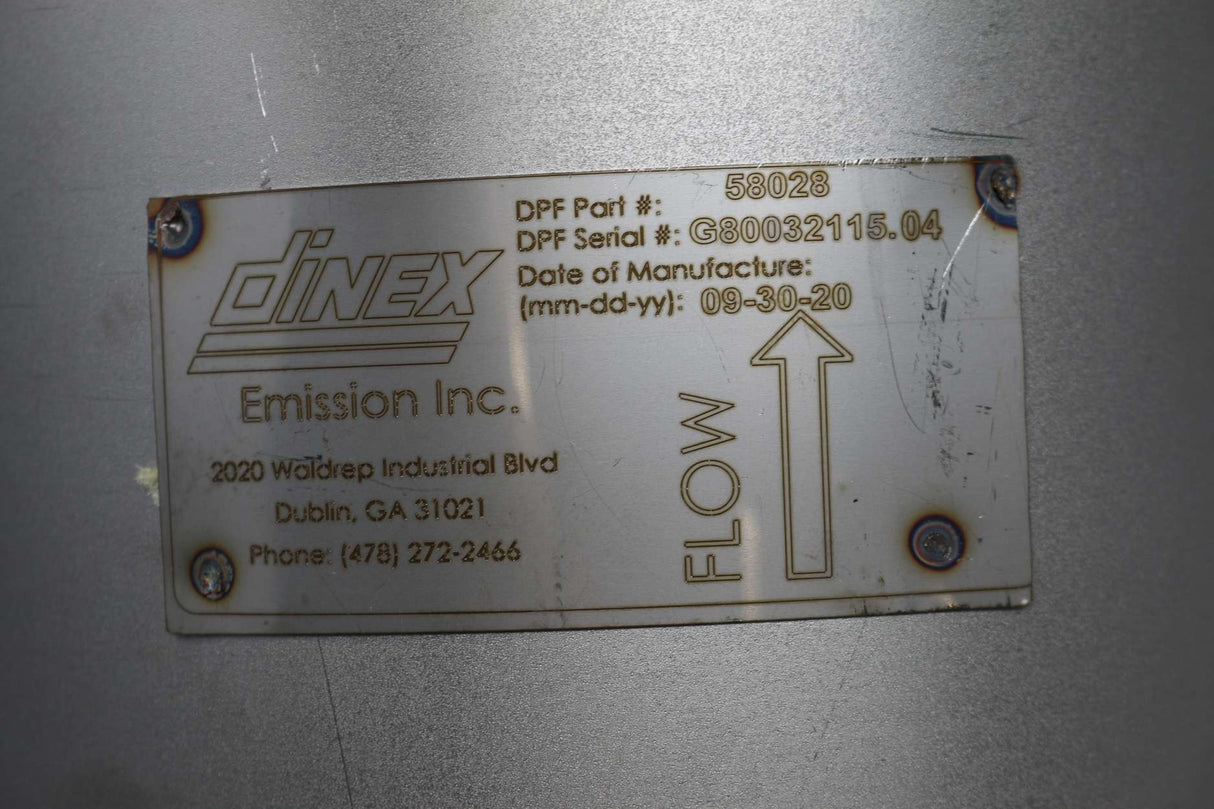 DINEX
Emission Inc.
2020 Waldrep Industrial Blvd
Dublin, GA 31021
Phone: (478) 272-2466
DPF Part #: 58028
DPF Serial #: G80032115.04
Date of Manufacture:
(mm-dd-yy): 09-30-20
FLOW